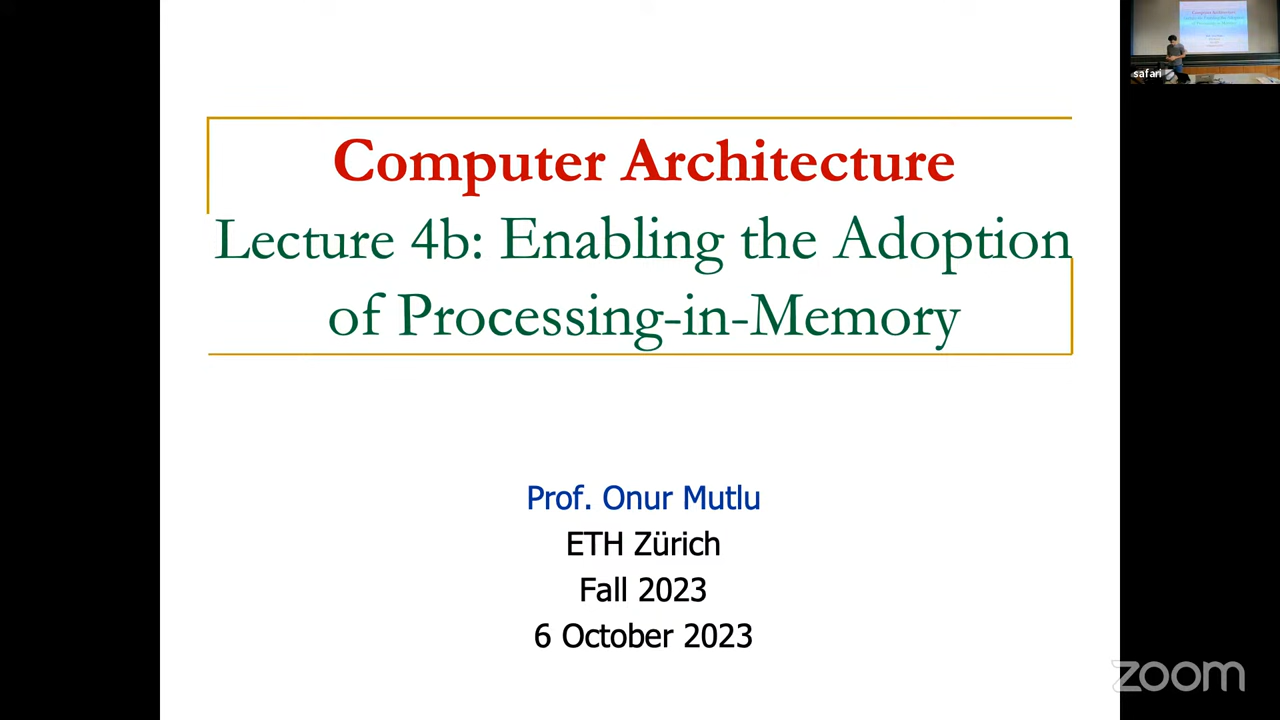 Computer Architecture
Lecture 4b: Enabling the Adoption
of Processing-in-Memory
Prof. Onur Mutlu
ETH Zürich
Fall 2023
6 October 2023
safari
zoom